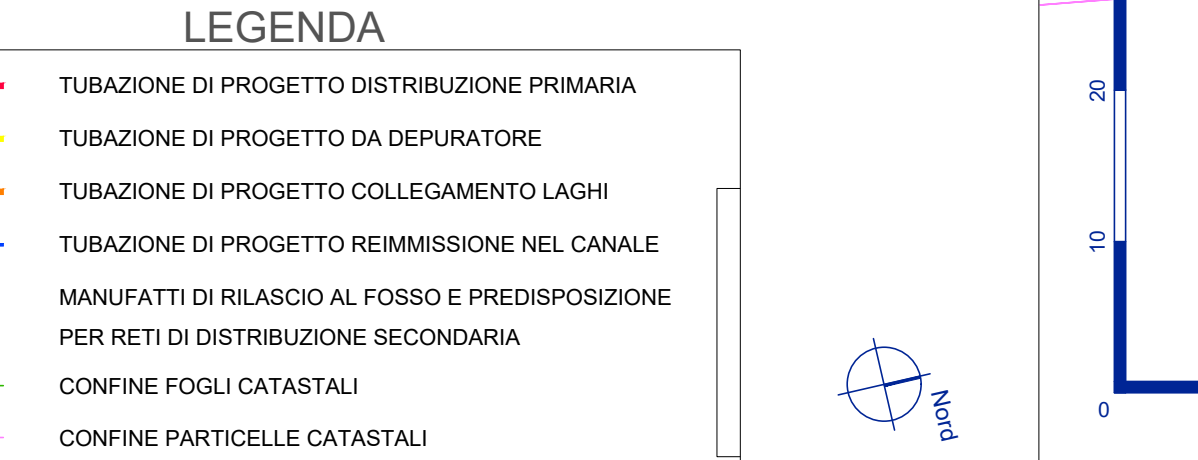 LEGENDA
TUBAZIONE DI PROGETTO DISTRIBUZIONE PRIMARIA
TUBAZIONE DI PROGETTO DA DEPURATORE
TUBAZIONE DI PROGETTO COLLEGAMENTO LAGHI
TUBAZIONE DI PROGETTO REIMMISSIONE NEL CANALE
MANUFATTI DI RILASCIO AL FOSSO E PREDISPOSIZIONE
PER RETI DI DISTRIBUZIONE SECONDARIA
CONFINE FOGLI CATASTALI
CONFINE PARTICELLE CATASTALI
Nord
20
10
0